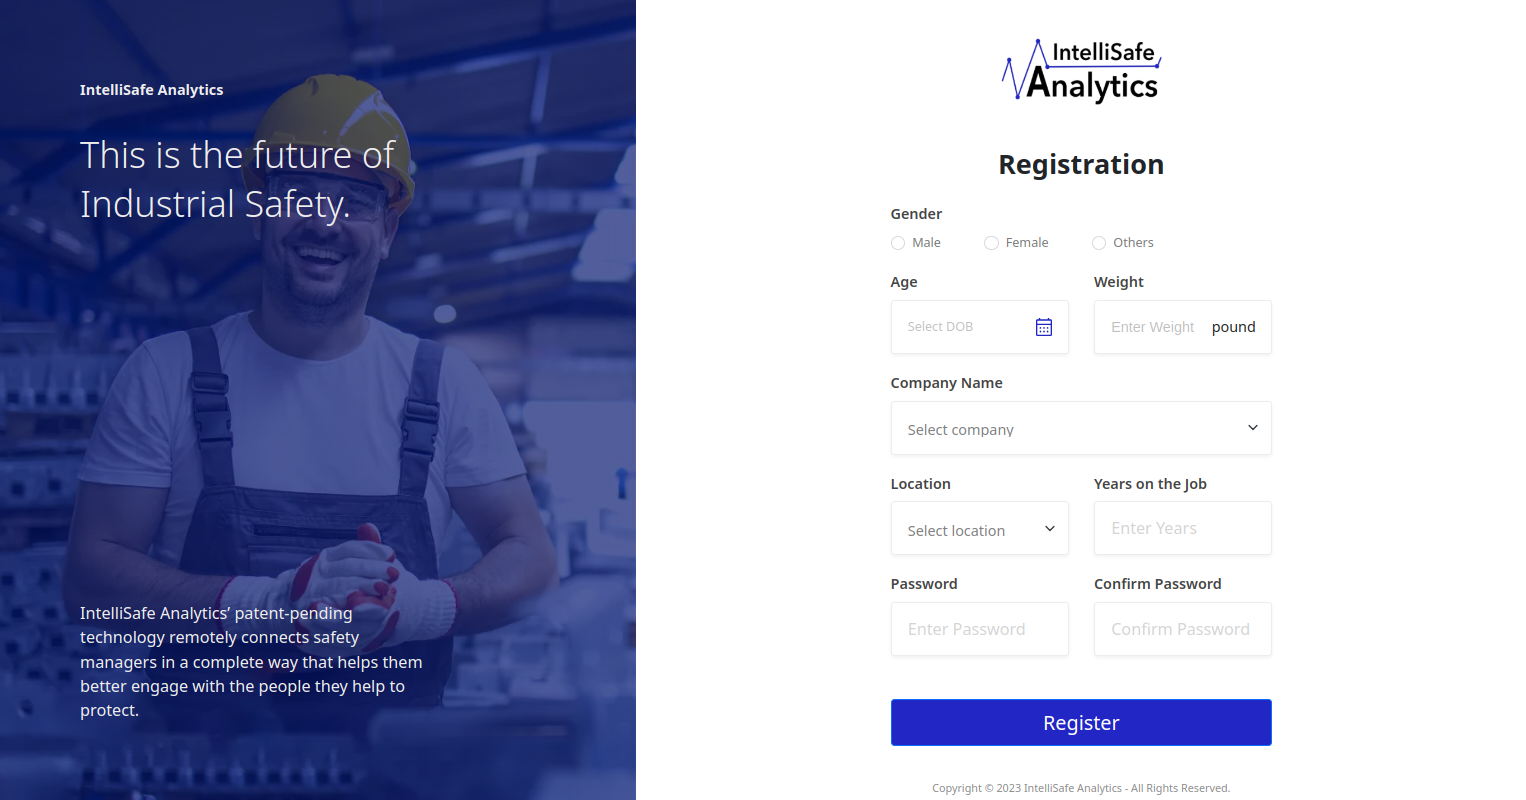 IntelliSafe Analytics
This is the future of
Industrial Safety.
IntelliSafe Analytics’ patent-pending
technology remotely connects safety
managers in a complete way that helps them
better engage with the people they help to
protect.
IntelliSafe
Analytics
Registration
Gender
Male Female Others
Age Weight
Select DOB Enter Weight pound
Company Name
Select company
Location Years on the Job
Select location Enter Years
Password Confirm Password
Enter Password Confirm Password
Register
Copyright © 2023 IntelliSafe Analytics - All Rights Reserved.